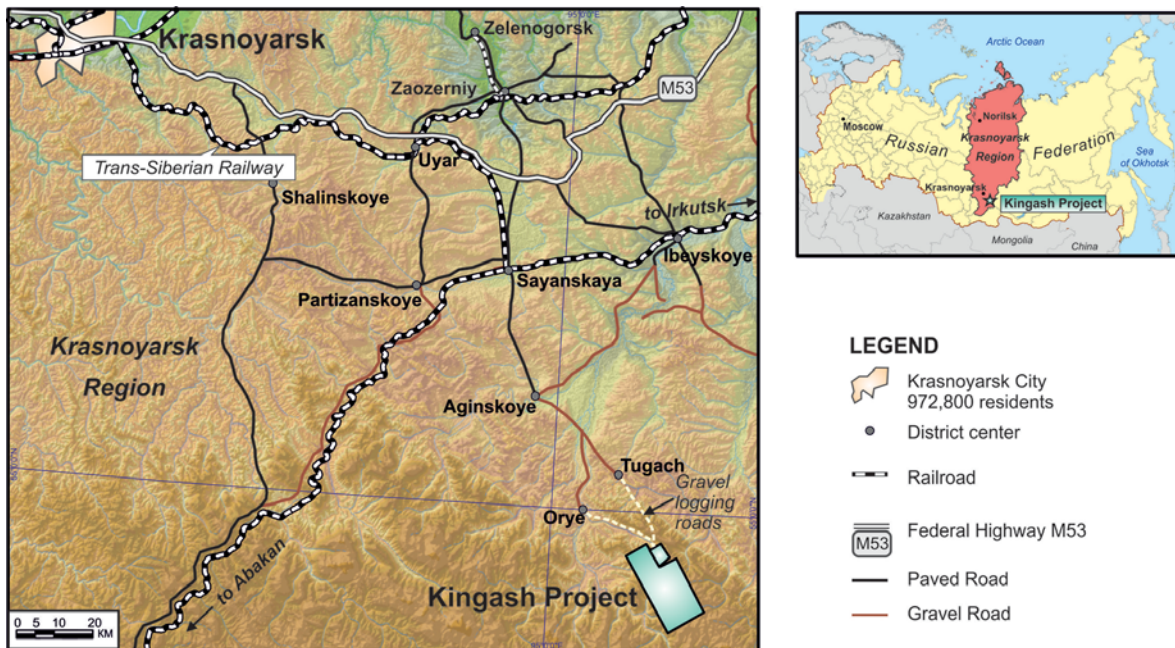 Krasnoyarsk
Zelenogorsk
Zaozerniy
M53
Uyar
Trans-Siberian Railway
Shalinskoye
to Irkutsk
Ibeyskoye
Sayanskaya
Partizanskoye
Krasnoyarsk
Region
Aginskoye
Tugach
Gravel
logging
roads
Orye
to Abakan
Kingash Project
0 5 10 20
KM
Arctic Ocean
Norilsk
Moscow
Krasnoyarsk
Region
Russian
Federation
Sea
of Okhotsk
Krasnoyarsk
Kingash Project
Kazakhstan
Mongolia
China
LEGEND
Krasnoyarsk City
972,800 residents
District center
Railroad
M53
Federal Highway M53
Paved Road
Gravel Road